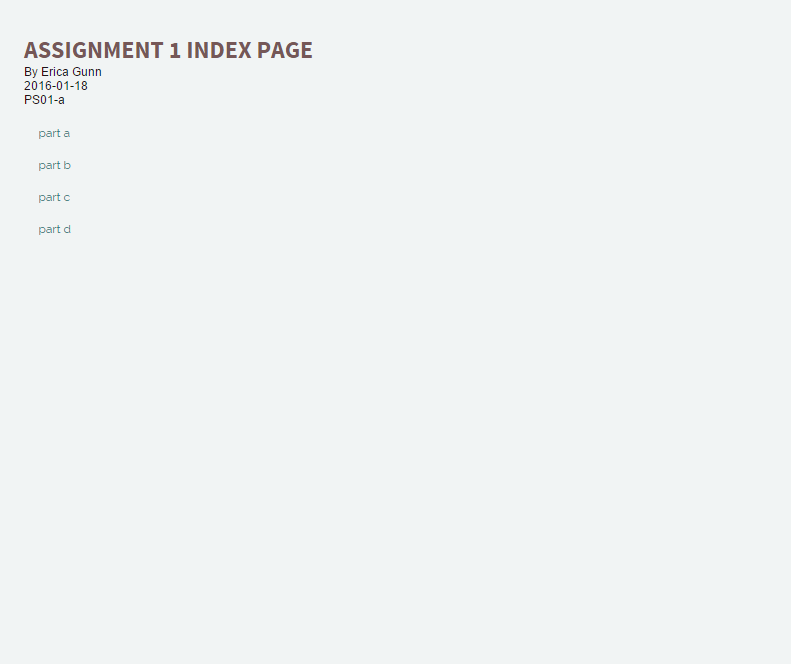 ASSIGNMENT 1 INDEX PAGE
By Erica Gunn
2016-01-18
PS01-a
part a
part b
part c
part d